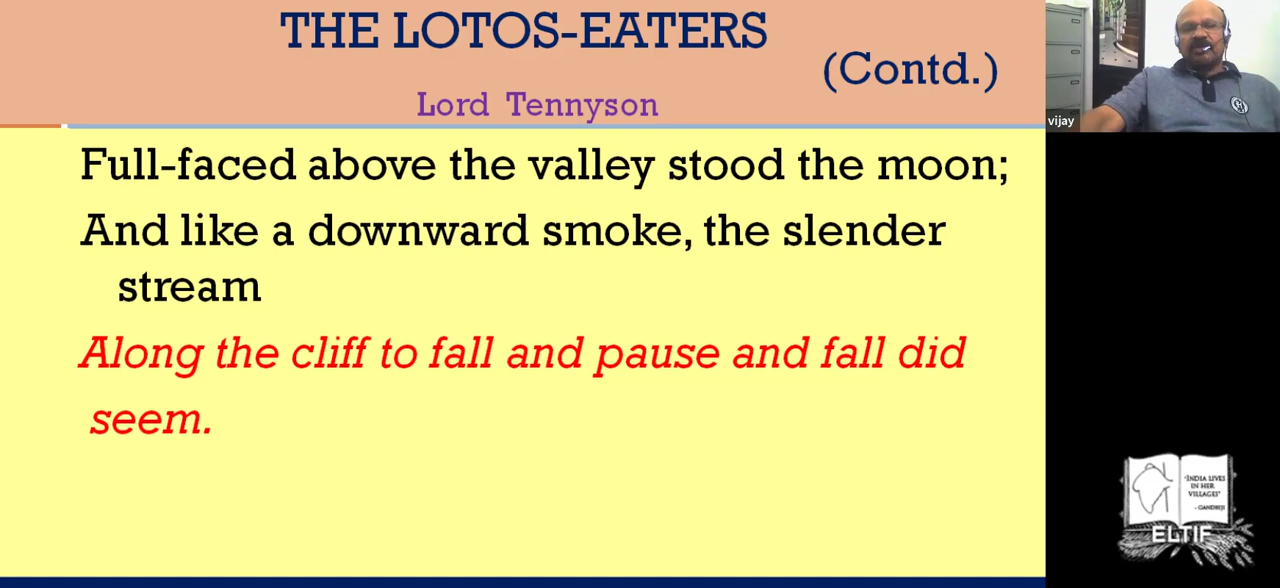 THE LOTOS-EATERS
(Contd.)
Lord Tennyson
vijay
Full-faced above the valley stood the moon;
And like a downward smoke, the slender
stream
Along the cliff to fall and pause and fall did
seem.
"INDIA LIVES
IN HER
VILLAGES"
- GANDHIJI
ELTIF